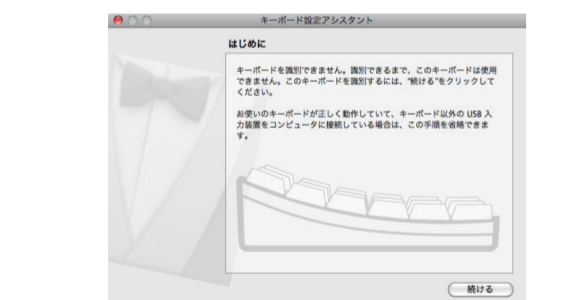 キーボード設定アシスタント
はじめに
キーボードを識別できません。識別できるまで、このキーボードは使用
できません。このキーボードを識別するには、"続ける"をクリックして
ください。
お使いのキーボードが正しく動作していて、キーボード以外の USB 入
力装置をコンピュータに接続している場合は、この手順を省略できま
す。
続ける